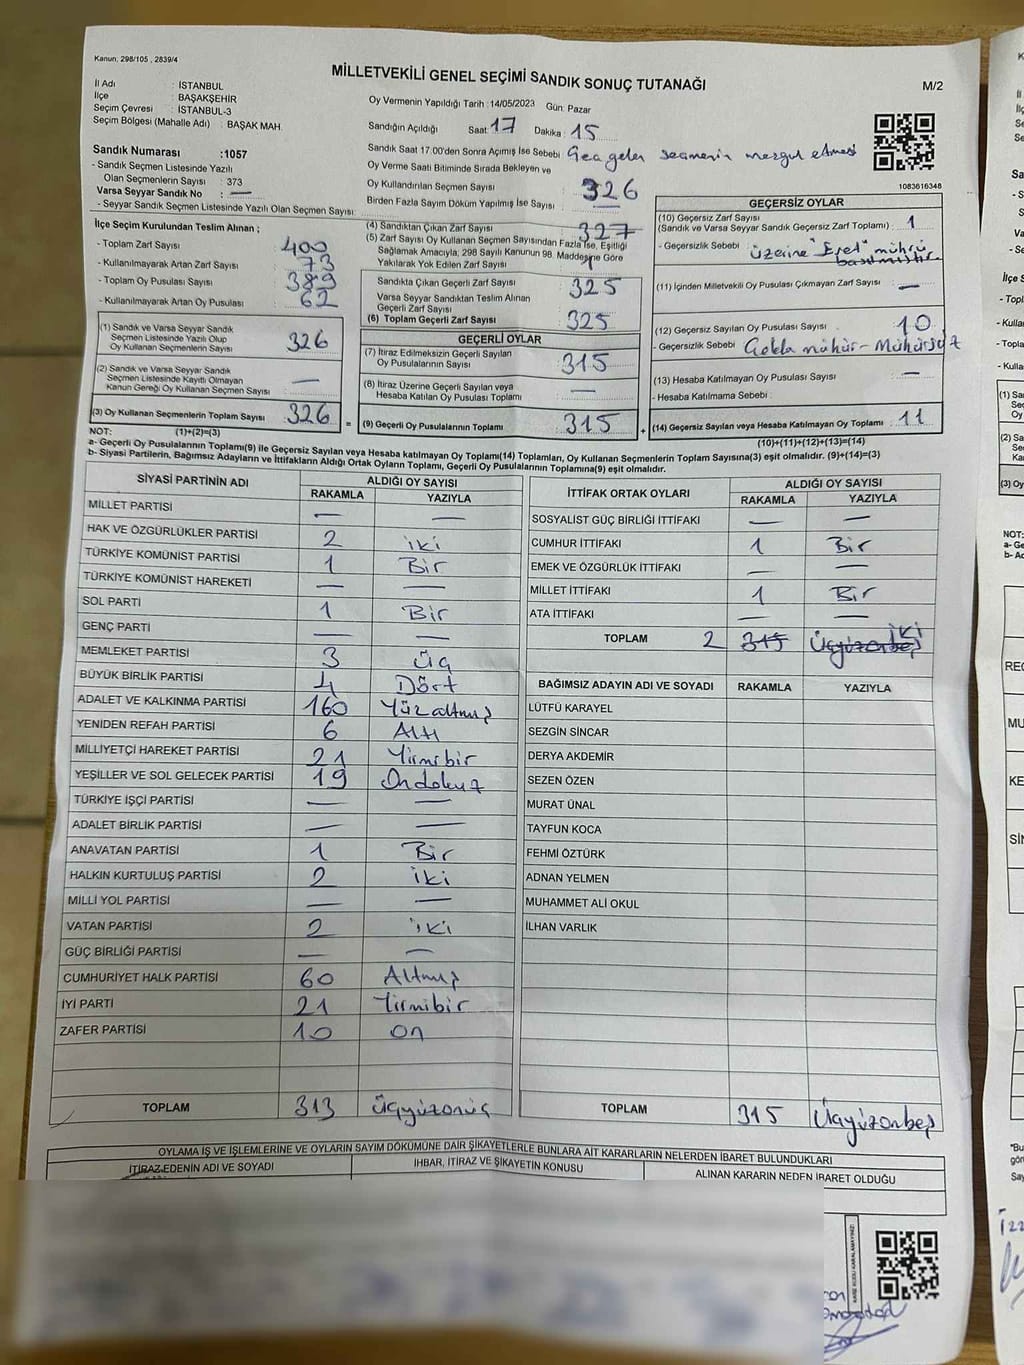 Kanun, 298/105 , 2839/4
MİLLETVEKİLİ GENEL SEÇİMİ SANDIK SONUÇ TUTANAĞI
M/2
İl Adı : İSTANBUL
İlçe : BAŞAKŞEHİR
Seçim Çevresi : İSTANBUL-3
Seçim Bölgesi (Mahalle Adı) : BAŞAK MAH.
Sandık Numarası :1057
- Sandık Seçmen Listesinde Yazılı
Olan Seçmenlerin Sayısı : 373
Varsa Seyyar Sandık No : —
- Seyyar Sandık Seçmen Listesinde Yazılı Olan Seçmen Sayısı:
Oy Vermenin Yapıldığı Tarih :14/05/2023 Gün: Pazar
Sandığın Açıldığı Saat: 17 Dakika : 15
Sandık Saat 17:00'den Sonra Açılmış İse Sebebi : Geç gelen seçmenin mezgul etmesi
Oy Verme Saati Bitiminde Sırada Bekleyen ve
Oy Kullandırılan Seçmen Sayısı : 326
Birden Fazla Sayım Döküm Yapılmış İse Sayısı : —
1083616348
İlçe Seçim Kurulundan Teslim Alınan ;
- Toplam Zarf Sayısı : 400
- Kullanılmayarak Artan Zarf Sayısı : 73
- Toplam Oy Pusulası Sayısı : 389
- Kullanılmayarak Artan Oy Pusulası : 62
(1) Sandık ve Varsa Seyyar Sandık
Seçmen Listesinde Yazılı Olup
Oy Kullanan Seçmenlerin Sayısı : 326
(2) Sandık ve Varsa Seyyar Sandık
Seçmen Listesinde Kayıtlı Olmayan
Kanun Gereği Oy Kullanan Seçmen Sayısı : —
(3) Oy Kullanan Seçmenlerin Toplam Sayısı : 326
(4) Sandıktan Çıkan Zarf Sayısı : 327
(5) Zarf Sayısı Oy Kullanan Seçmen Sayısından Fazla İse, Eşitliği
Sağlamak Amacıyla, 298 Sayılı Kanunun 98. Maddesine Göre
Yakılarak Yok Edilen Zarf Sayısı : 1
Sandıkta Çıkan Geçerli Zarf Sayısı : 325
Varsa Seyyar Sandıktan Teslim Alınan
Geçerli Zarf Sayısı :
(6) Toplam Geçerli Zarf Sayısı : 325
GEÇERLİ OYLAR
(7) İtiraz Edilmeksizin Geçerli Sayılan
Oy Pusulalarının Sayısı : 315
(8) İtiraz Üzerine Geçerli Sayılan veya
Hesaba Katılan Oy Pusulaları Toplamı : —
= (9) Geçerli Oy Pusulalarının Toplamı : 315 +
GEÇERSİZ OYLAR
(10) Geçersiz Zarf Sayısı
(Sandık ve Varsa Seyyar Sandık Geçersiz Zarf Toplamı) : 1
- Geçersizlik Sebebi : üzerine "Evet" mührü
basılmıştır.
(11) İçinden Milletvekili Oy Pusulası Çıkmayan Zarf Sayısı : —
(12) Geçersiz Sayılan Oy Pusulası Sayısı : 10
- Geçersizlik Sebebi : Çokla mühür - Mühürsüz
(13) Hesaba Katılmayan Oy Pusulası Sayısı : —
- Hesaba Katılmama Sebebi :
(14) Geçersiz Sayılan veya Hesaba Katılmayan Oy Toplamı : 11
NOT: (1)+(2)=(3)
(10)+(11)+(12)+(13)=(14)
a- Geçerli Oy Pusulalarının Toplamı(9) ile Geçersiz Sayılan veya Hesaba katılmayan Oy Toplamı(14) Toplamları, Oy Kullanan Seçmenlerin Toplam Sayısına(3) eşit olmalıdır. (9)+(14)=(3)
b- Siyasi Partilerin, Bağımsız Adayların ve İttifakların Aldığı Oyların Toplamı, Geçerli Oy Pusulalarının Toplamına(9) eşit olmalıdır.
SİYASİ PARTİNİN ADI ALDIĞI OY SAYISI
RAKAMLA YAZIYLA
MİLLET PARTİSİ — —
HAK VE ÖZGÜRLÜKLER PARTİSİ 2 iki
TÜRKİYE KOMÜNİST PARTİSİ 1 Bir
TÜRKİYE KOMÜNİST HAREKETİ — —
SOL PARTİ 1 Bir
GENÇ PARTİ — —
MEMLEKET PARTİSİ 3 Üç
BÜYÜK BİRLİK PARTİSİ 4 Dört
ADALET VE KALKINMA PARTİSİ 160 Yüzaltmış
YENİDEN REFAH PARTİSİ 6 Altı
MİLLİYETÇİ HAREKET PARTİSİ 21 Yirmibir
YEŞİLLER VE SOL GELECEK PARTİSİ 19 Ondokuz
TÜRKİYE İŞÇİ PARTİSİ — —
ADALET BİRLİK PARTİSİ — —
ANAVATAN PARTİSİ 1 Bir
HALKIN KURTULUŞ PARTİSİ 2 iki
MİLLİ YOL PARTİSİ — —
VATAN PARTİSİ 2 iki
GÜÇ BİRLİĞİ PARTİSİ — —
CUMHURİYET HALK PARTİSİ 60 Altmış
İYİ PARTİ 21 Yirmibir
ZAFER PARTİSİ 10 on
TOPLAM 313 Üçyüzonüç
İTTİFAK ORTAK OYLARI ALDIĞI OY SAYISI
RAKAMLA YAZIYLA
SOSYALİST GÜÇ BİRLİĞİ İTTİFAKI — —
CUMHUR İTTİFAKI 1 Bir
EMEK VE ÖZGÜRLÜK İTTİFAKI — —
MİLLET İTTİFAKI 1 Bir
ATA İTTİFAKI — —
TOPLAM 2 315 Üçyüzonbeş iki
BAĞIMSIZ ADAYIN ADI VE SOYADI RAKAMLA YAZIYLA
LÜTFÜ KARAYEL
SEZGİN SİNCAR
DERYA AKDEMİR
SEZEN ÖZEN
MURAT ÜNAL
TAYFUN KOCA
FEHMİ ÖZTÜRK
ADNAN YELMEN
MUHAMMET ALİ OKUL
İLHAN VARLIK
TOPLAM 315 Üçyüzonbeş
OYLAMA İŞ VE İŞLEMLERİNE VE OYLARIN SAYIM DÖKÜMÜNE DAİR ŞİKAYETLERLE BUNLARA AİT KARARLARIN NELERDEN İBARET BULUNDUKLARI
İTİRAZ EDENİN ADI VE SOYADI İHBAR, İTİRAZ VE ŞİKAYETİN KONUSU ALINAN KARARIN NEDEN İBARET OLDUĞU
KARE KODU KARALAMAYINIZ!